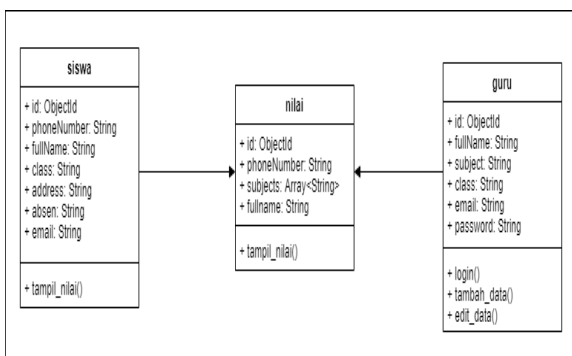 siswa
+ id: ObjectId
+ phoneNumber: String
+ fullName: String
+ class: String
+ address: String
+ absen: String
+ email: String
+ tampil_nilai()
nilai
+ id: ObjectId
+ phoneNumber: String
+ subjects: Array<String>
+ fullname: String
+ tampil_nilai()
guru
+ id: ObjectId
+ fullName: String
+ subject: String
+ class: String
+ email: String
+ password: String
+ login()
+ tambah_data()
+ edit_data()